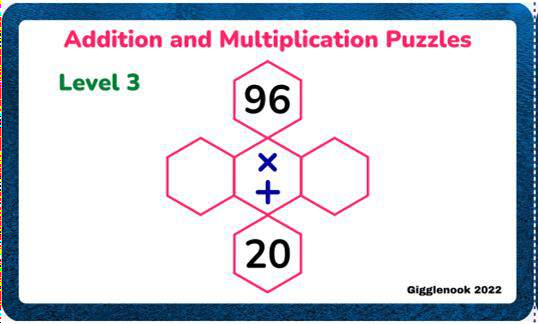 Addition and Multiplication Puzzles
Level 3
96
×
+
20
Gigglenook 2022